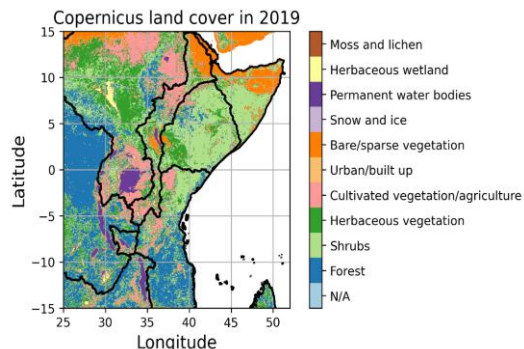 Copernicus land cover in 2019
15
10
5
0
−5
−10
−15
Latitude
25
30
35
40
45
50
Longitude
Moss and lichen
Herbaceous wetland
Permanent water bodies
Snow and ice
Bare/sparse vegetation
Urban/built up
Cultivated vegetation/agriculture
Herbaceous vegetation
Shrubs
Forest
N/A